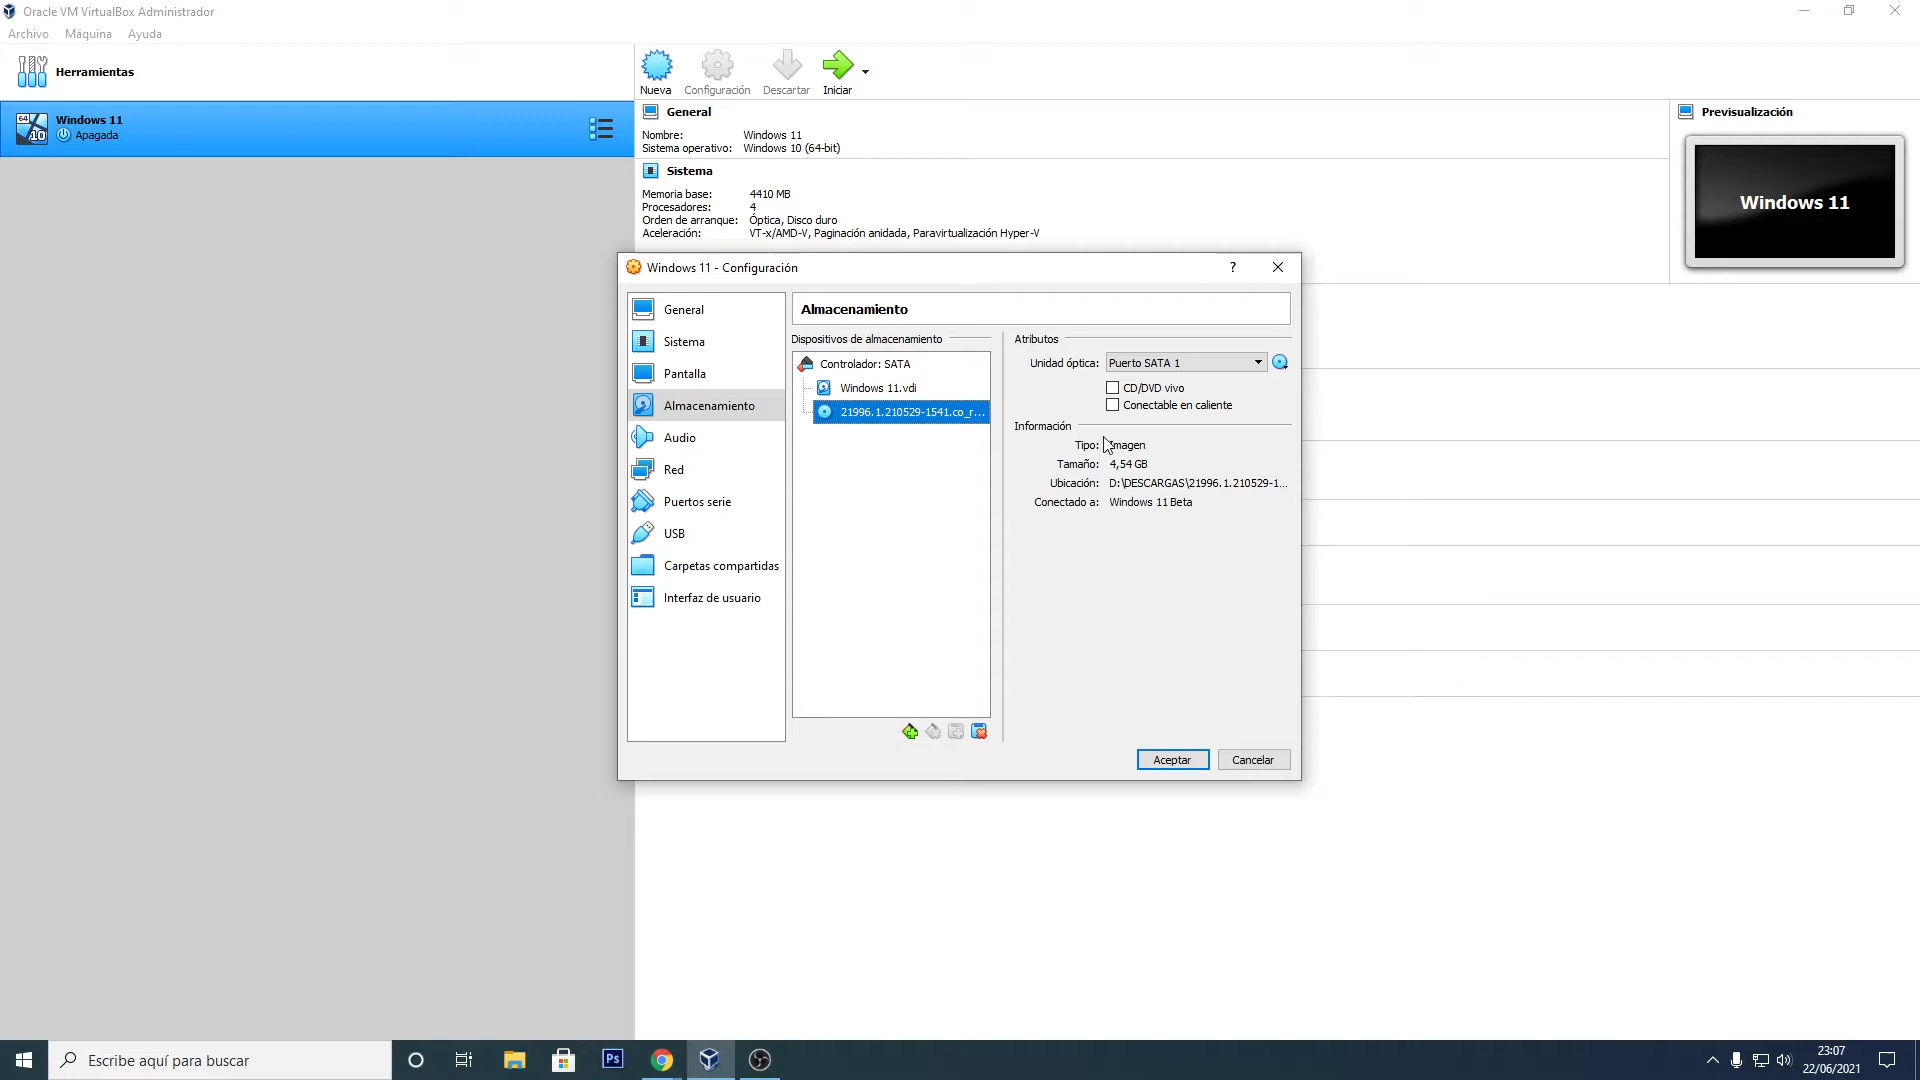 Oracle VM VirtualBox Administrador
Archivo Máquina Ayuda
Herramientas
Nueva Configuración Descartar Iniciar
64
10
Windows 11
Apagada
General
Nombre: Windows 11
Sistema operativo: Windows 10 (64-bit)
Sistema
Memoria base: 4410 MB
Procesadores: 4
Orden de arranque: Óptica, Disco duro
Aceleración: VT-x/AMD-V, Paginación anidada, Paravirtualización Hyper-V
Previsualización
Windows 11
Windows 11 - Configuración ?
General
Sistema
Pantalla
Almacenamiento
Audio
Red
Puertos serie
USB
Carpetas compartidas
Interfaz de usuario
Almacenamiento
Dispositivos de almacenamiento
Controlador: SATA
Windows 11.vdi
21996.1.210529-1541.co_r...
Atributos
Unidad óptica: Puerto SATA 1
CD/DVD vivo
Conectable en caliente
Información
Tipo: Imagen
Tamaño: 4,54 GB
Ubicación: D:\DESCARGAS\21996.1.210529-1...
Conectado a: Windows 11 Beta
Aceptar Cancelar
Escribe aquí para buscar
Ps
23:07
22/06/2021